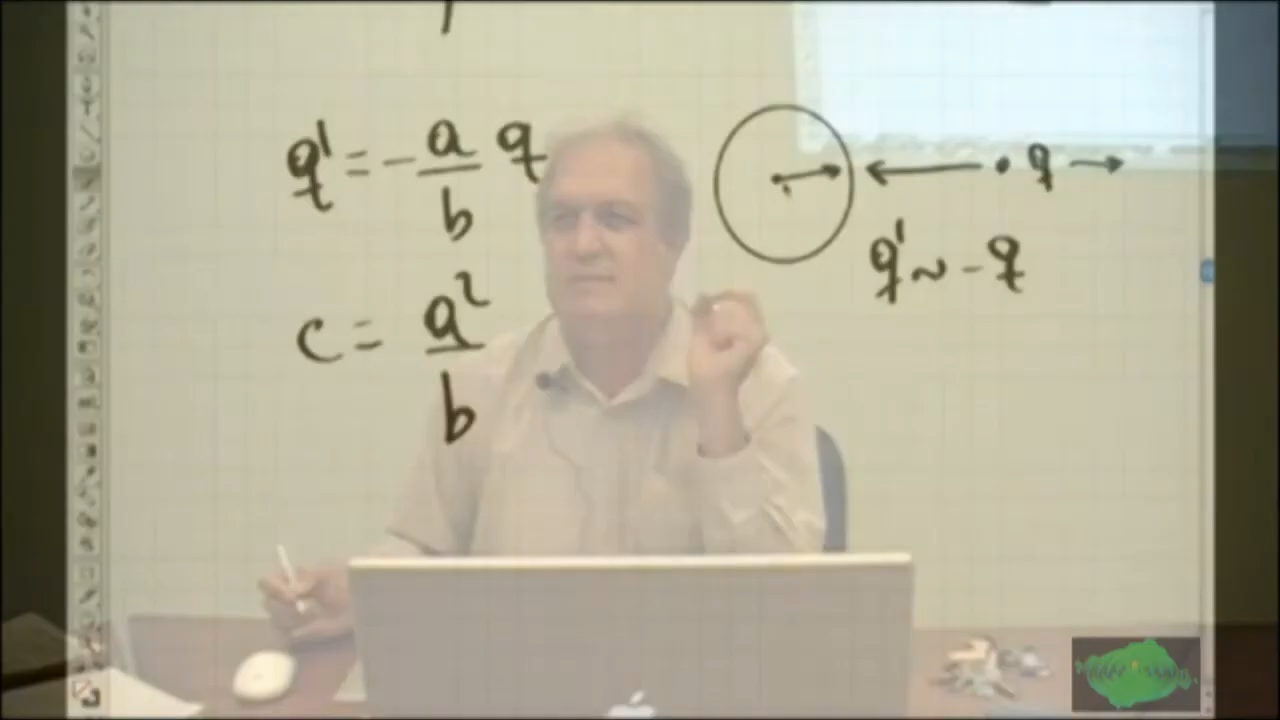 q' = - a/b q
q
q' ~ - q
c = a²/b